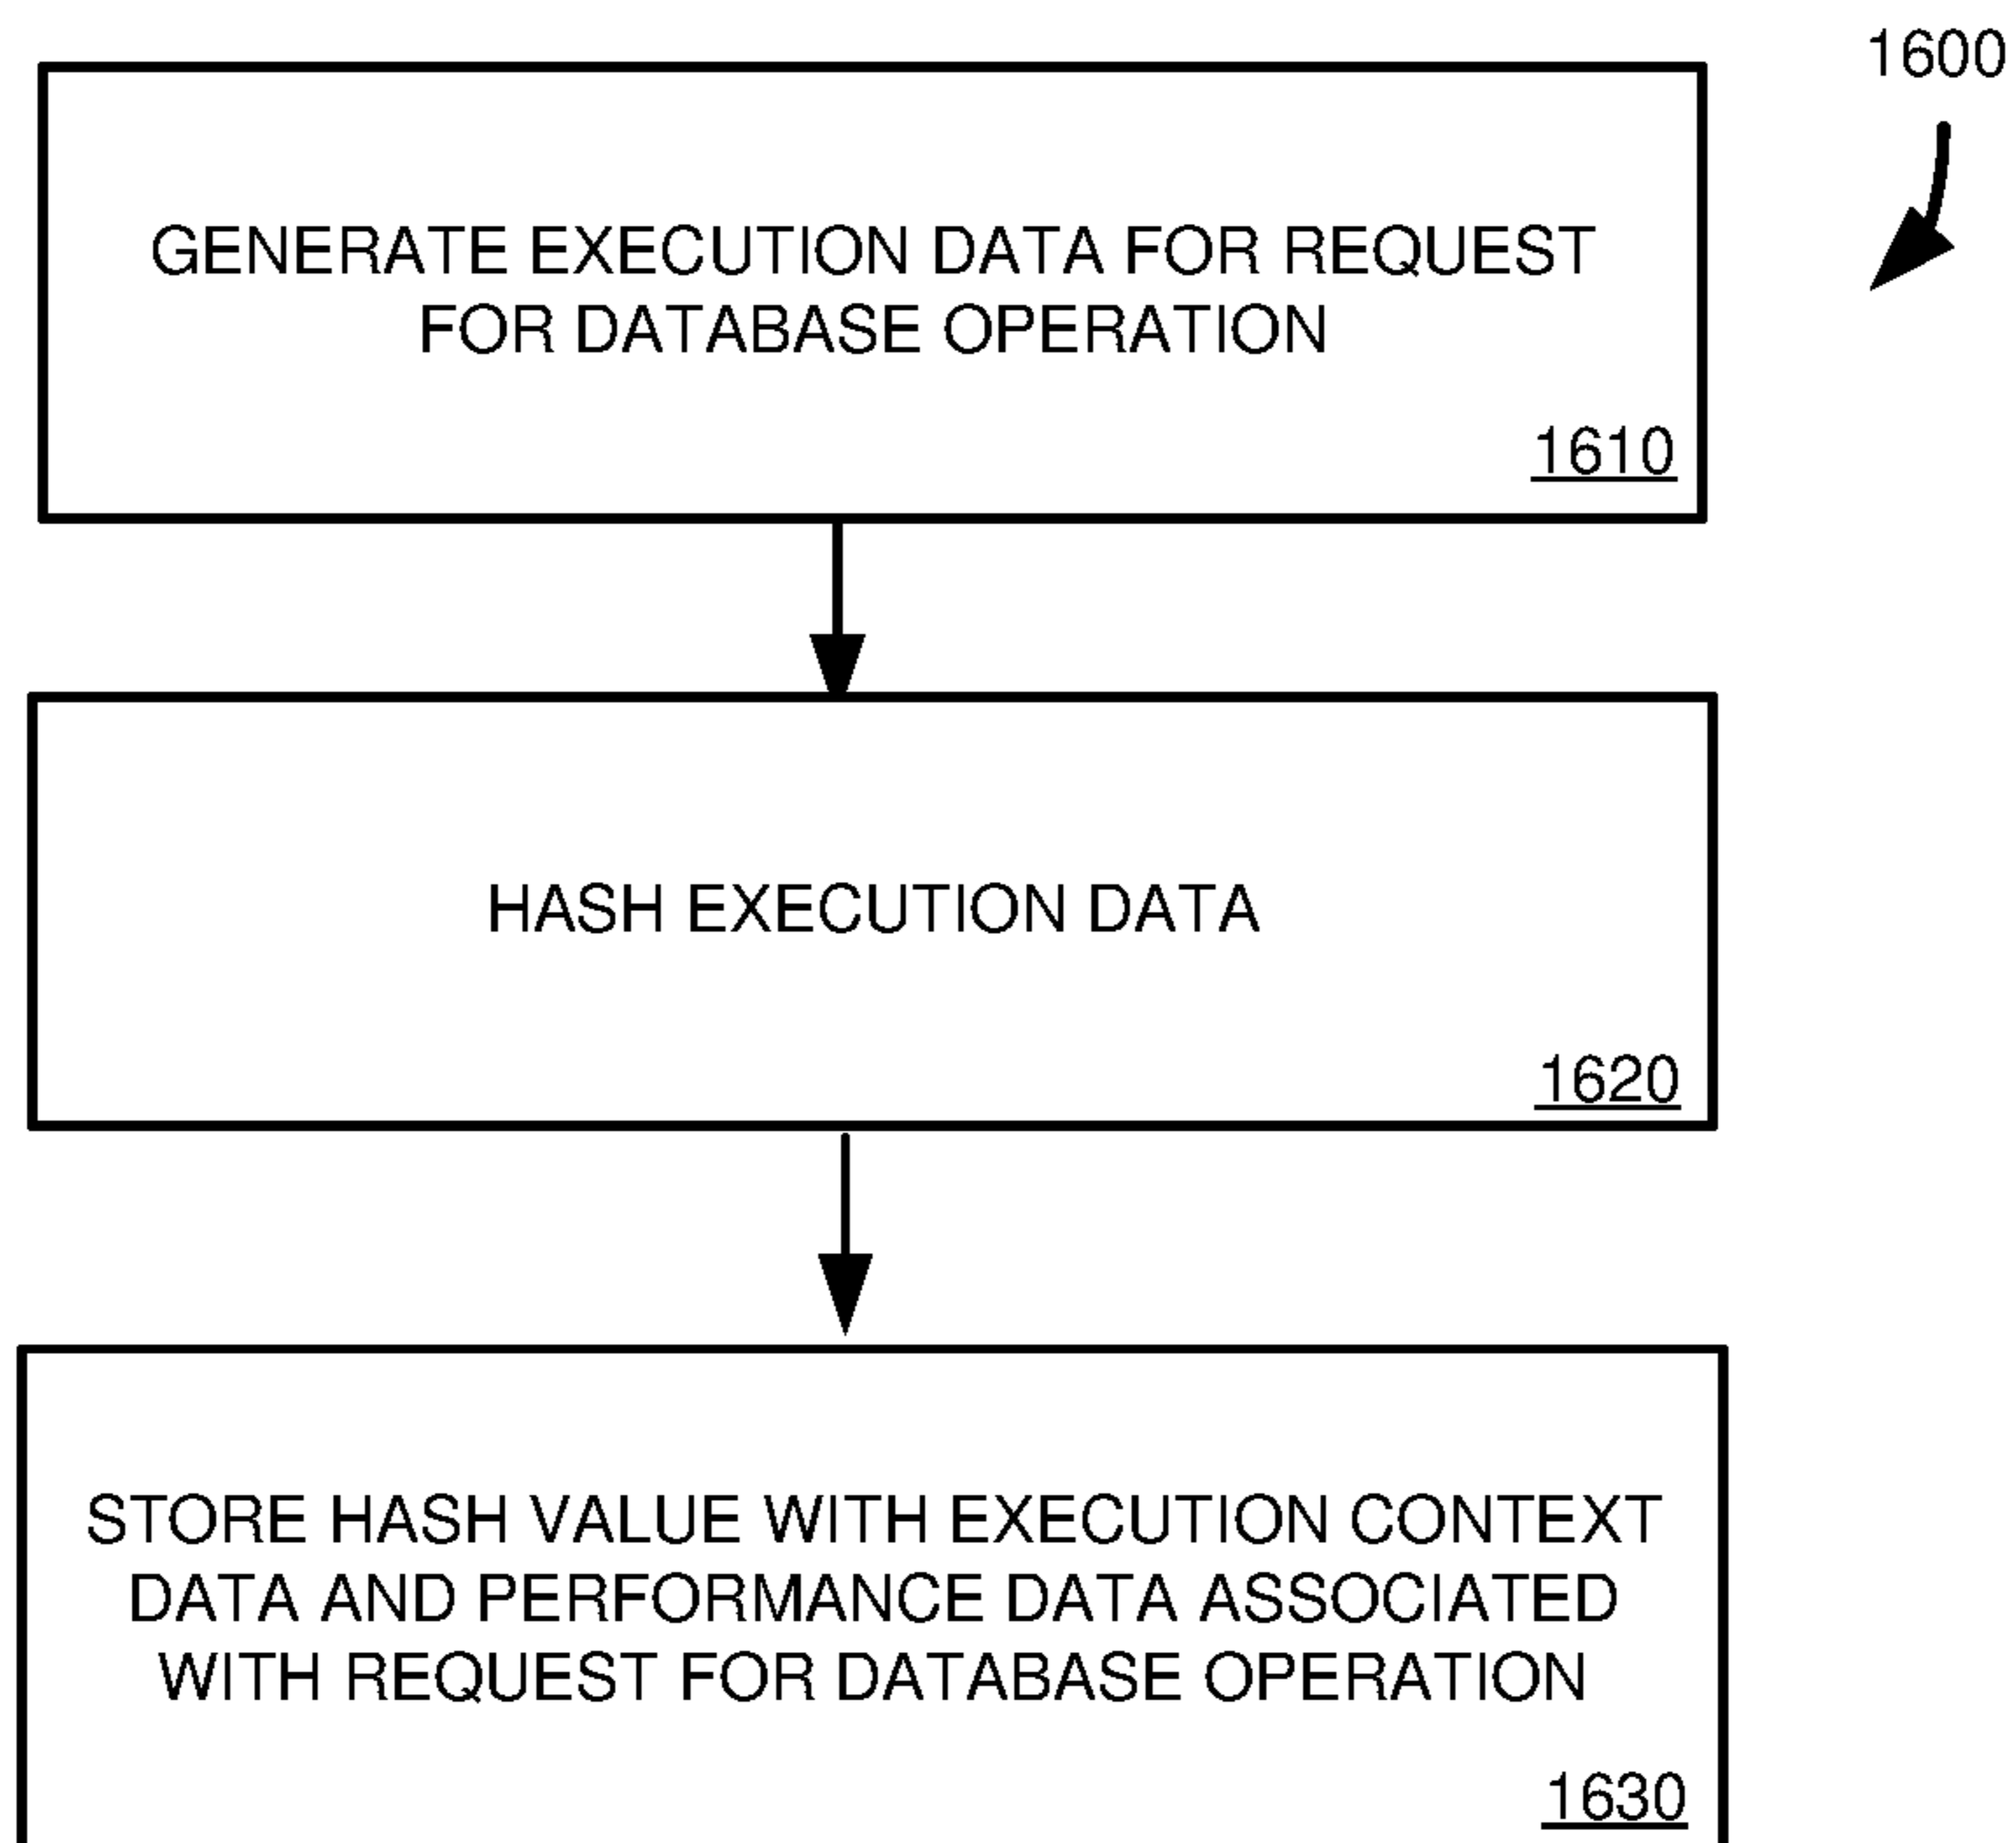 1600
GENERATE EXECUTION DATA FOR REQUEST
FOR DATABASE OPERATION
1610
HASH EXECUTION DATA
1620
STORE HASH VALUE WITH EXECUTION CONTEXT
DATA AND PERFORMANCE DATA ASSOCIATED
WITH REQUEST FOR DATABASE OPERATION
1630